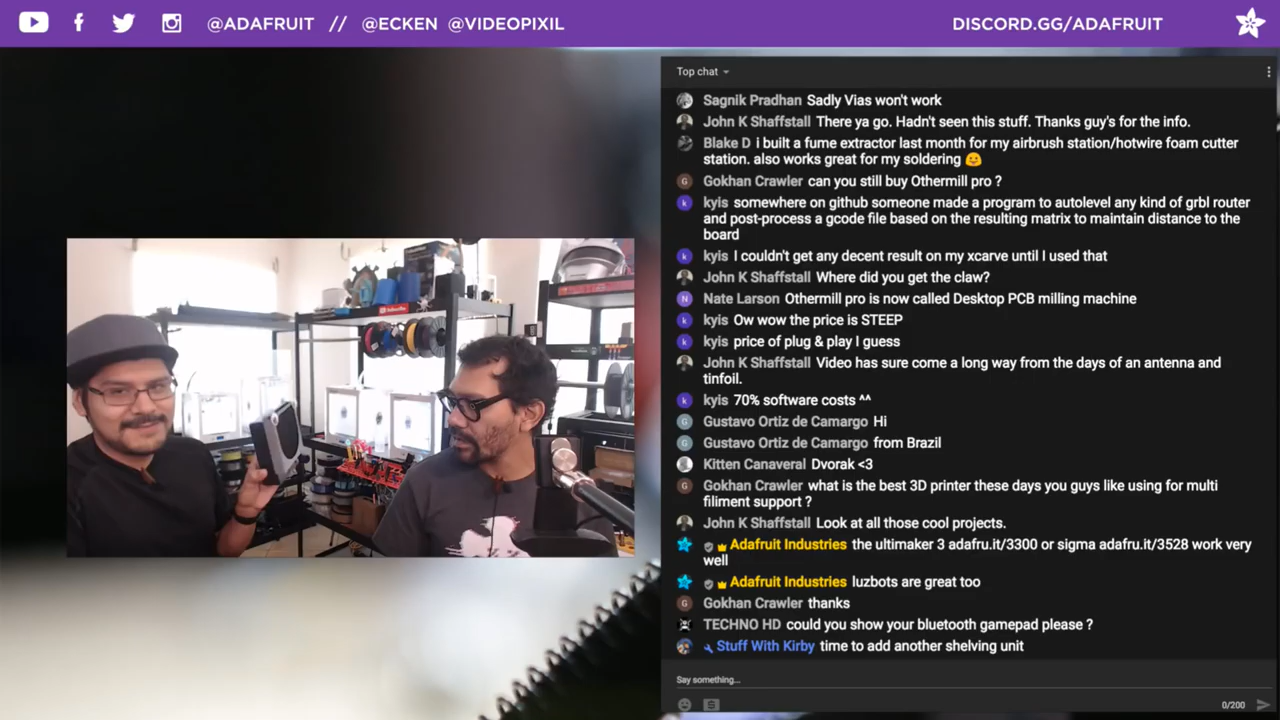 @ADAFRUIT // @ECKEN @VIDEOPIXIL
DISCORD.GG/ADAFRUIT
Top chat
Sagnik Pradhan Sadly Vias won't work
John K Shaffstall There ya go. Hadn't seen this stuff. Thanks guy's for the info.
Blake D i built a fume extractor last month for my airbrush station/hotwire foam cutter
station. also works great for my soldering
G Gokhan Crawler can you still buy Othermill pro ?
k kyis somewhere on github someone made a program to autolevel any kind of grbl router
and post-process a gcode file based on the resulting matrix to maintain distance to the
board
k kyis I couldn't get any decent result on my xcarve until I used that
John K Shaffstall Where did you get the claw?
N Nate Larson Othermill pro is now called Desktop PCB milling machine
k kyis Ow wow the price is STEEP
k kyis price of plug & play I guess
John K Shaffstall Video has sure come a long way from the days of an antenna and
tinfoil.
k kyis 70% software costs ^^
G Gustavo Ortiz de Camargo Hi
G Gustavo Ortiz de Camargo from Brazil
Kitten Canaveral Dvorak <3
G Gokhan Crawler what is the best 3D printer these days you guys like using for multi
filiment support ?
John K Shaffstall Look at all those cool projects.
Adafruit Industries the ultimaker 3 adafru.it/3300 or sigma adafru.it/3528 work very
well
Adafruit Industries luzbots are great too
G Gokhan Crawler thanks
TECHNO HD could you show your bluetooth gamepad please ?
Stuff With Kirby time to add another shelving unit
Say something...
0/200